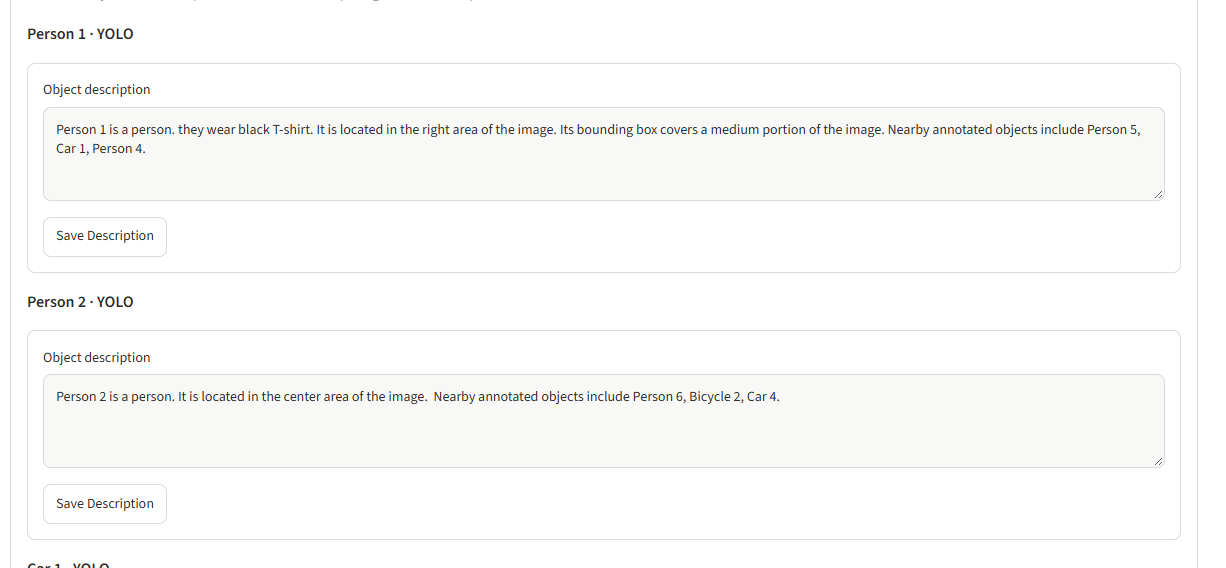 Person 1 · YOLO
Object description
Person 1 is a person. they wear black T-shirt. It is located in the right area of the image. Its bounding box covers a medium portion of the image. Nearby annotated objects include Person 5,
Car 1, Person 4.
Save Description
Person 2 · YOLO
Object description
Person 2 is a person. It is located in the center area of the image.  Nearby annotated objects include Person 6, Bicycle 2, Car 4.
Save Description
Car 1 · YOLO